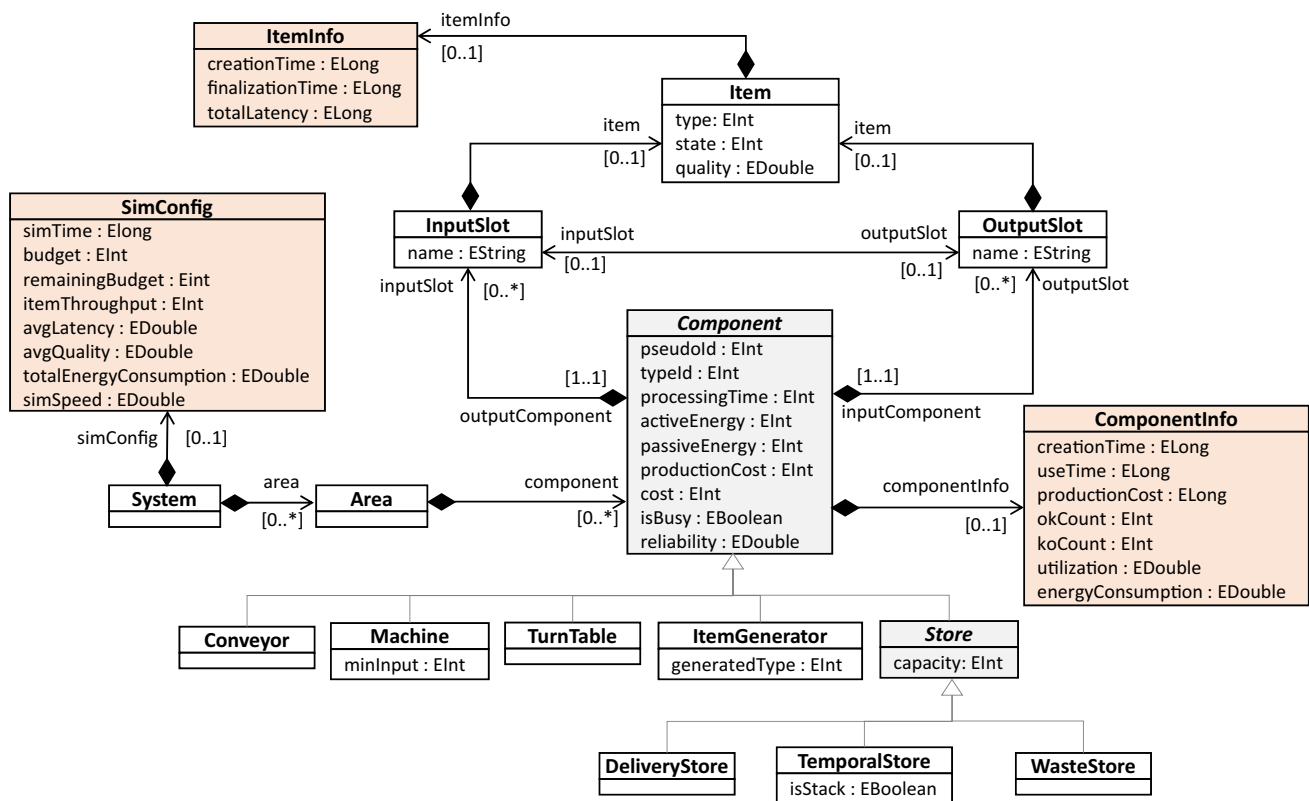 itemInfo
[0..1]
ItemInfo
creationTime : ELong
finalizationTime : ELong
totalLatency : ELong
Item
type: EInt
state : EInt
quality : EDouble
item
[0..1]
item
[0..1]
SimConfig
simTime : Elong
budget : EInt
remainingBudget : Eint
itemThroughput : EInt
avgLatency : EDouble
avgQuality : EDouble
totalEnergyConsumption : EDouble
simSpeed : EDouble
InputSlot
name : EString
inputSlot
[0..1]
outputSlot
[0..1]
OutputSlot
name : EString
inputSlot
[0..*]
[0..*]
outputSlot
Component
pseudoId : EInt
typeId : EInt
processingTime : EInt
activeEnergy : EInt
passiveEnergy : EInt
productionCost : EInt
cost : EInt
isBusy : EBoolean
reliability : EDouble
[1..1]
outputComponent
[1..1]
inputComponent
simConfig
[0..1]
System
area
[0..*]
Area
component
[0..*]
componentInfo
[0..1]
ComponentInfo
creationTime : ELong
useTime : ELong
productionCost : ELong
okCount : EInt
koCount : EInt
utilization : EDouble
energyConsumption : EDouble
Conveyor
Machine
minInput : EInt
TurnTable
ItemGenerator
generatedType : EInt
Store
capacity: EInt
DeliveryStore
TemporalStore
isStack : EBoolean
WasteStore